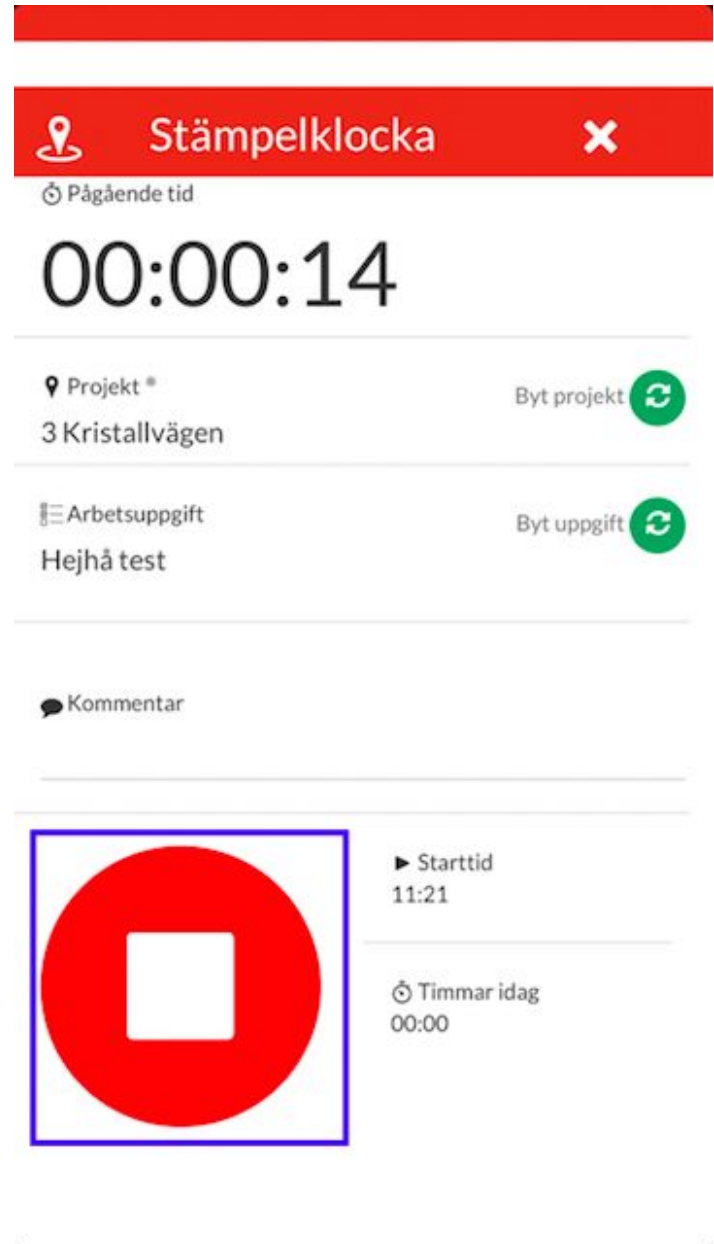 Stämpelklocka
Pågående tid
00:00:14
Projekt *
Byt projekt
3 Kristallvägen
Arbetsuppgift
Byt uppgift
Hejhå test
Kommentar
Starttid
11:21
Timmar idag
00:00